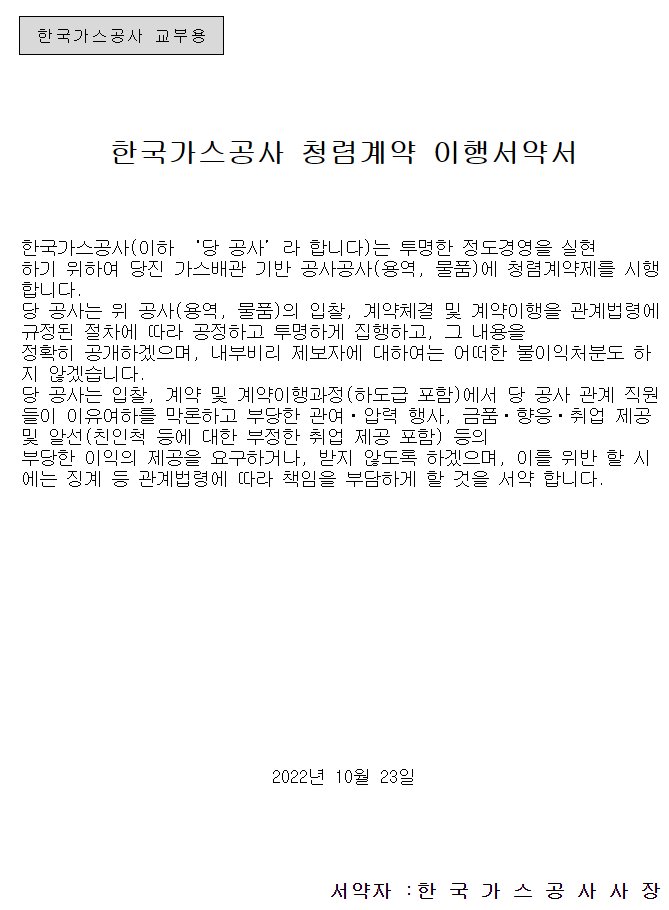 한국가스공사 교부용
한국가스공사 청렴계약 이행서약서
한국가스공사(이하 '당 공사' 라 합니다)는 투명한 정도경영을 실현
하기 위하여 당진 가스배관 기반 공사공사(용역, 물품)에 청렴계약제를 시행
합니다.
당 공사는 위 공사(용역, 물품)의 입찰, 계약체결 및 계약이행을 관계법령에
규정된 절차에 따라 공정하고 투명하게 집행하고, 그 내용을
정확히 공개하겠으며, 내부비리 제보자에 대하여는 어떠한 불이익처분도 하
지 않겠습니다.
당 공사는 입찰, 계약 및 계약이행과정(하도급 포함)에서 당 공사 관계 직원
들이 이유여하를 막론하고 부당한 관여·압력 행사, 금품·향응·취업 제공
및 알선(친인척 등에 대한 부정한 취업 제공 포함) 등의
부당한 이익의 제공을 요구하거나, 받지 않도록 하겠으며, 이를 위반 할 시
에는 징계 등 관계법령에 따라 책임을 부담하게 할 것을 서약 합니다.
2022년 10월 23일
서약자 :한 국 가 스 공 사 사 장